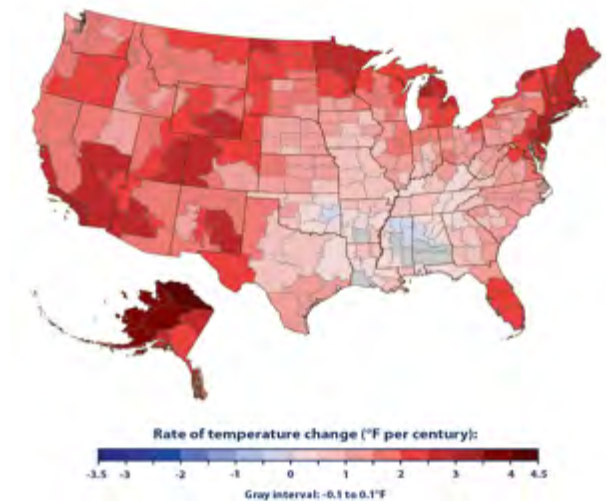 Rate of temperature change (°F per century):
-3.5 -3 -2 -1 0 1 2 3 4 4.5
Gray interval: -0.1 to 0.1°F